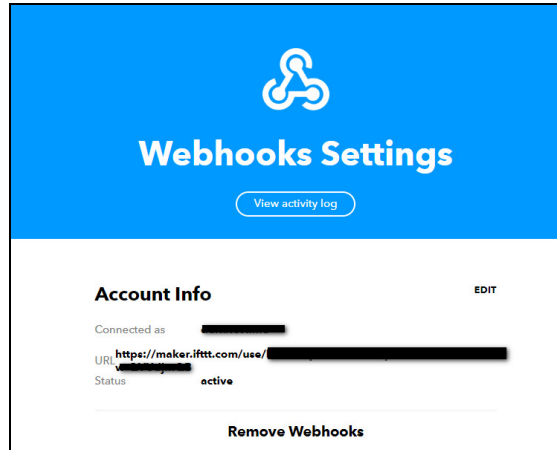 Webhooks Settings
View activity log
Account Info
EDIT
Connected as
URL https://maker.ifttt.com/use/
Status active
Remove Webhooks